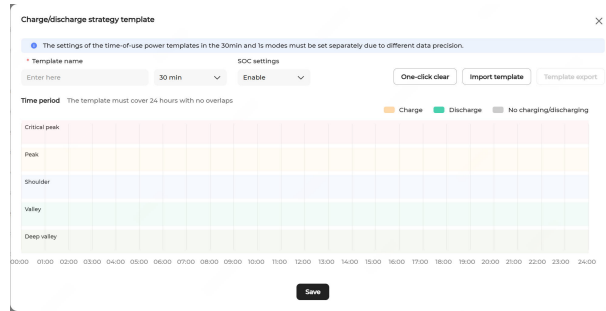 Charge/discharge strategy template
The settings of the time-of-use power templates in the 30min and 1s modes must be set separately due to different data precision.
* Template name
SOC settings
Enter here
30 min
Enable
One-click clear
Import template
Template export
Time period The template must cover 24 hours with no overlaps
Charge
Discharge
No charging/discharging
Critical peak
Peak
Shoulder
Valley
Deep valley
00:00 01:00 02:00 03:00 04:00 05:00 06:00 07:00 08:00 09:00 10:00 11:00 12:00 13:00 14:00 15:00 16:00 17:00 18:00 19:00 20:00 21:00 22:00 23:00 24:00
Save